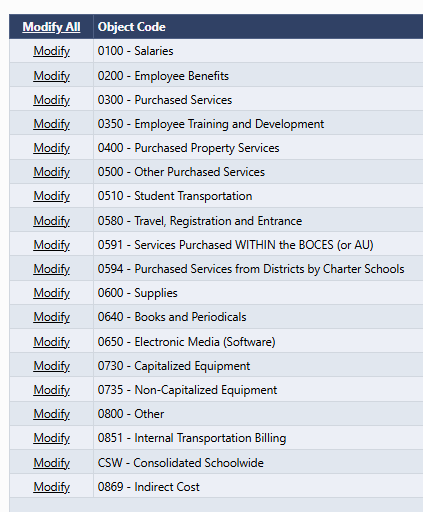 Modify All Object Code
Modify 0100 - Salaries
Modify 0200 - Employee Benefits
Modify 0300 - Purchased Services
Modify 0350 - Employee Training and Development
Modify 0400 - Purchased Property Services
Modify 0500 - Other Purchased Services
Modify 0510 - Student Transportation
Modify 0580 - Travel, Registration and Entrance
Modify 0591 - Services Purchased WITHIN the BOCES (or AU)
Modify 0594 - Purchased Services from Districts by Charter Schools
Modify 0600 - Supplies
Modify 0640 - Books and Periodicals
Modify 0650 - Electronic Media (Software)
Modify 0730 - Capitalized Equipment
Modify 0735 - Non-Capitalized Equipment
Modify 0800 - Other
Modify 0851 - Internal Transportation Billing
Modify CSW - Consolidated Schoolwide
Modify 0869 - Indirect Cost